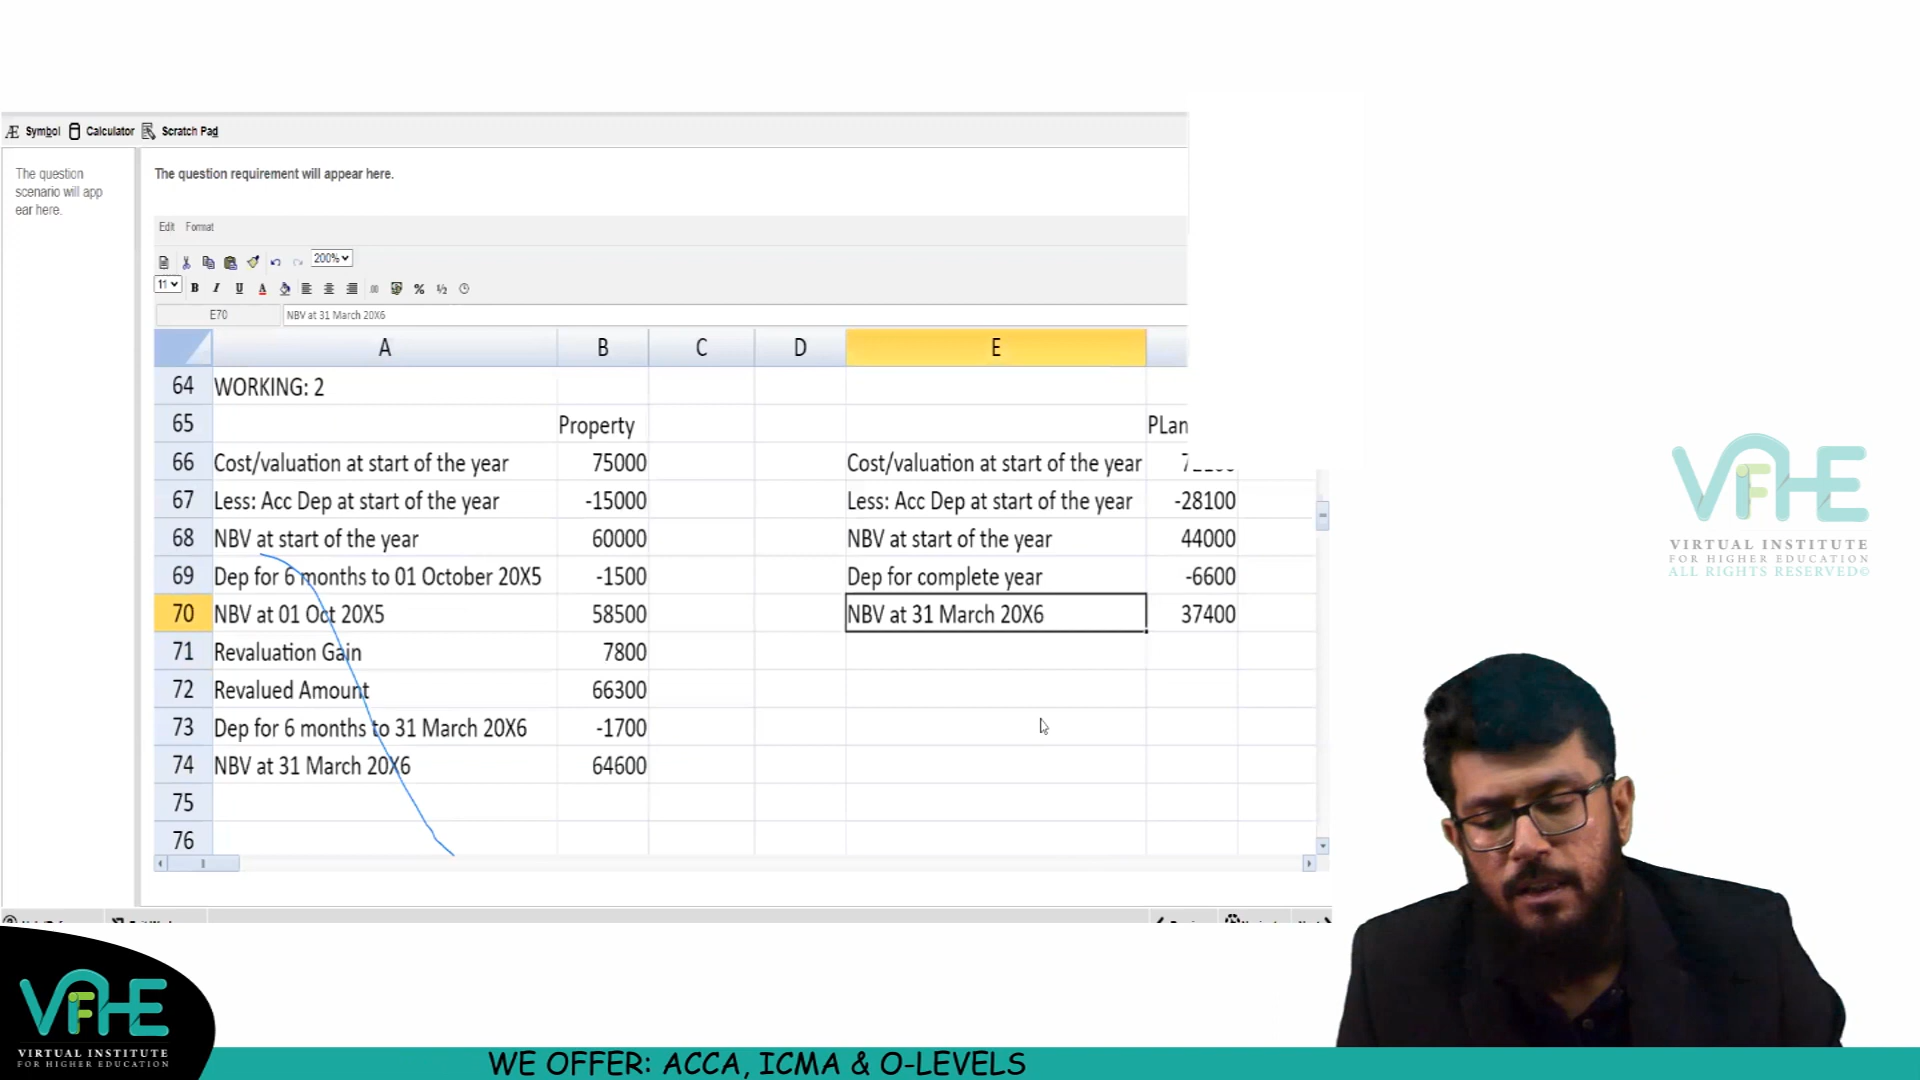 Symbol Calculator Scratch Pad
The question
scenario will app
ear here.
The question requirement will appear here.
Edit Format
200%
11 B I U A % ½
E70 NBV at 31 March 20X6
A B C D E
64 WORKING: 2
65 Property PLan
66 Cost/valuation at start of the year 75000 Cost/valuation at start of the year
67 Less: Acc Dep at start of the year -15000 Less: Acc Dep at start of the year -28100
68 NBV at start of the year 60000 NBV at start of the year 44000
69 Dep for 6 months to 01 October 20X5 -1500 Dep for complete year -6600
70 NBV at 01 Oct 20X5 58500 NBV at 31 March 20X6 37400
71 Revaluation Gain 7800
72 Revalued Amount 66300
73 Dep for 6 months to 31 March 20X6 -1700
74 NBV at 31 March 20X6 64600
75
76
VIFHE
VIRTUAL INSTITUTE
FOR HIGHER EDUCATION
ALL RIGHTS RESERVED©
VIFHE
VIRTUAL INSTITUTE
FOR HIGHER EDUCATION
WE OFFER: ACCA, ICMA & O-LEVELS